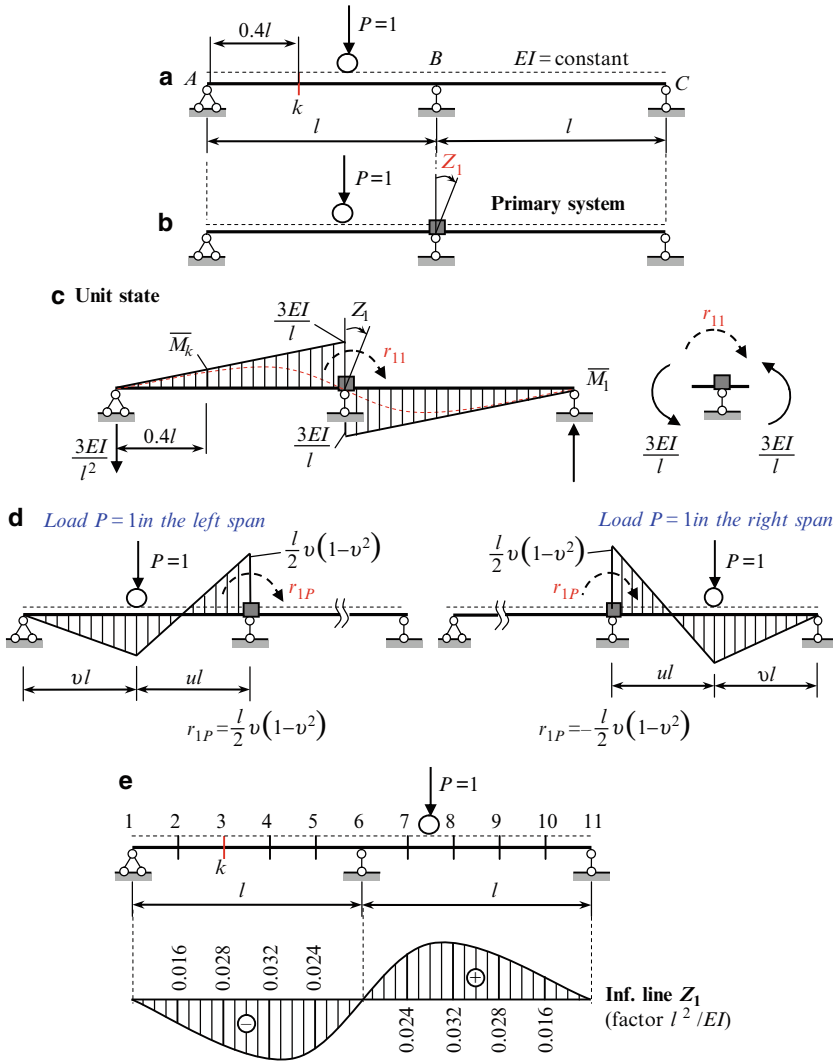 0.4l
P=1
a
A
B
EI = constant
C
k
l
l
Z₁
P=1
Primary system
b
c Unit state
3EI/l
Z₁
M̅ₖ
r₁₁
r₁₁
M̅₁
3EI/l²
0.4l
3EI/l
3EI/l
3EI/l
d Load P = 1in the left span
Load P = 1in the right span
P=1
l/2 υ(1−υ²)
r₁P
l/2 υ(1−υ²)
r₁P
P=1
υl
ul
ul
υl
r₁P = l/2 υ(1−υ²)
r₁P = −l/2 υ(1−υ²)
e
P=1
1 2 3 4 5 6 7 8 9 10 11
k
l
l
0.016 0.028 0.032 0.024
+
−
0.024 0.032 0.028 0.016
Inf. line Z₁
(factor l²/EI)